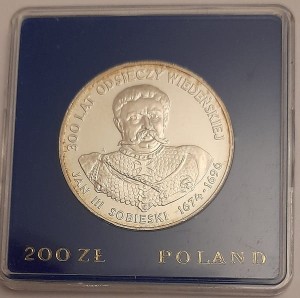 300 LAT ODSIECZY WIEDEŃSKIEJ
JAN III SOBIESKI 1674-1696
200 ZŁ POLAND